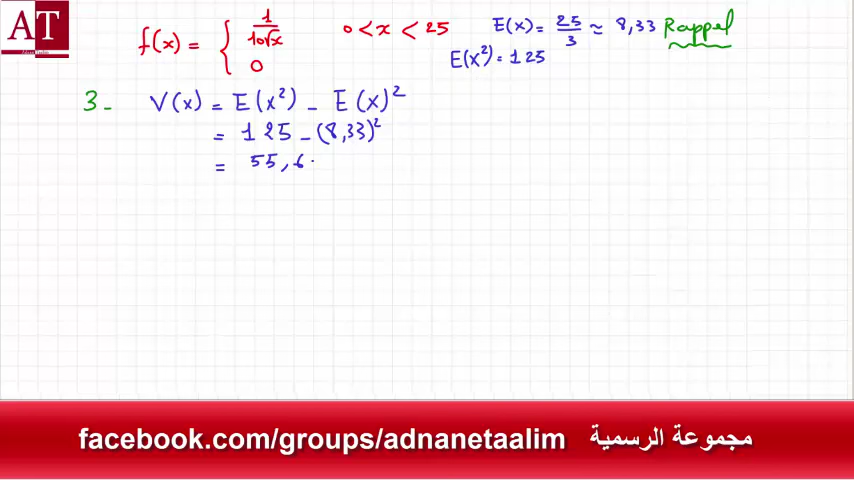 AT
f(x) = { 1/10√x 0 < x < 25
0
E(x) = 25/3 ≈ 8,33 Rappel
E(x²) = 125
3 - V(x) = E(x²) - E(x)²
= 125 - (8,33)²
= 55,6
facebook.com/groups/adnanetaalim مجموعة الرسمية